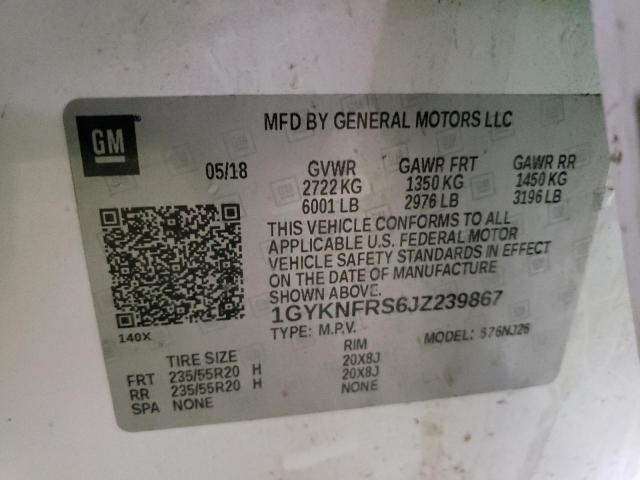 GM
MFD BY GENERAL MOTORS LLC
05/18 GVWR GAWR FRT GAWR RR
2722 KG 1350 KG 1450 KG
6001 LB 2976 LB 3196 LB
THIS VEHICLE CONFORMS TO ALL
APPLICABLE U.S. FEDERAL MOTOR
VEHICLE SAFETY STANDARDS IN EFFECT
ON THE DATE OF MANUFACTURE
SHOWN ABOVE.
1GYKNFRS6JZ239867
140X TYPE: M.P.V. MODEL:
TIRE SIZE RIM
FRT 235/55R20 H 20X8J
RR 235/55R20 H 20X8J
SPA NONE NONE